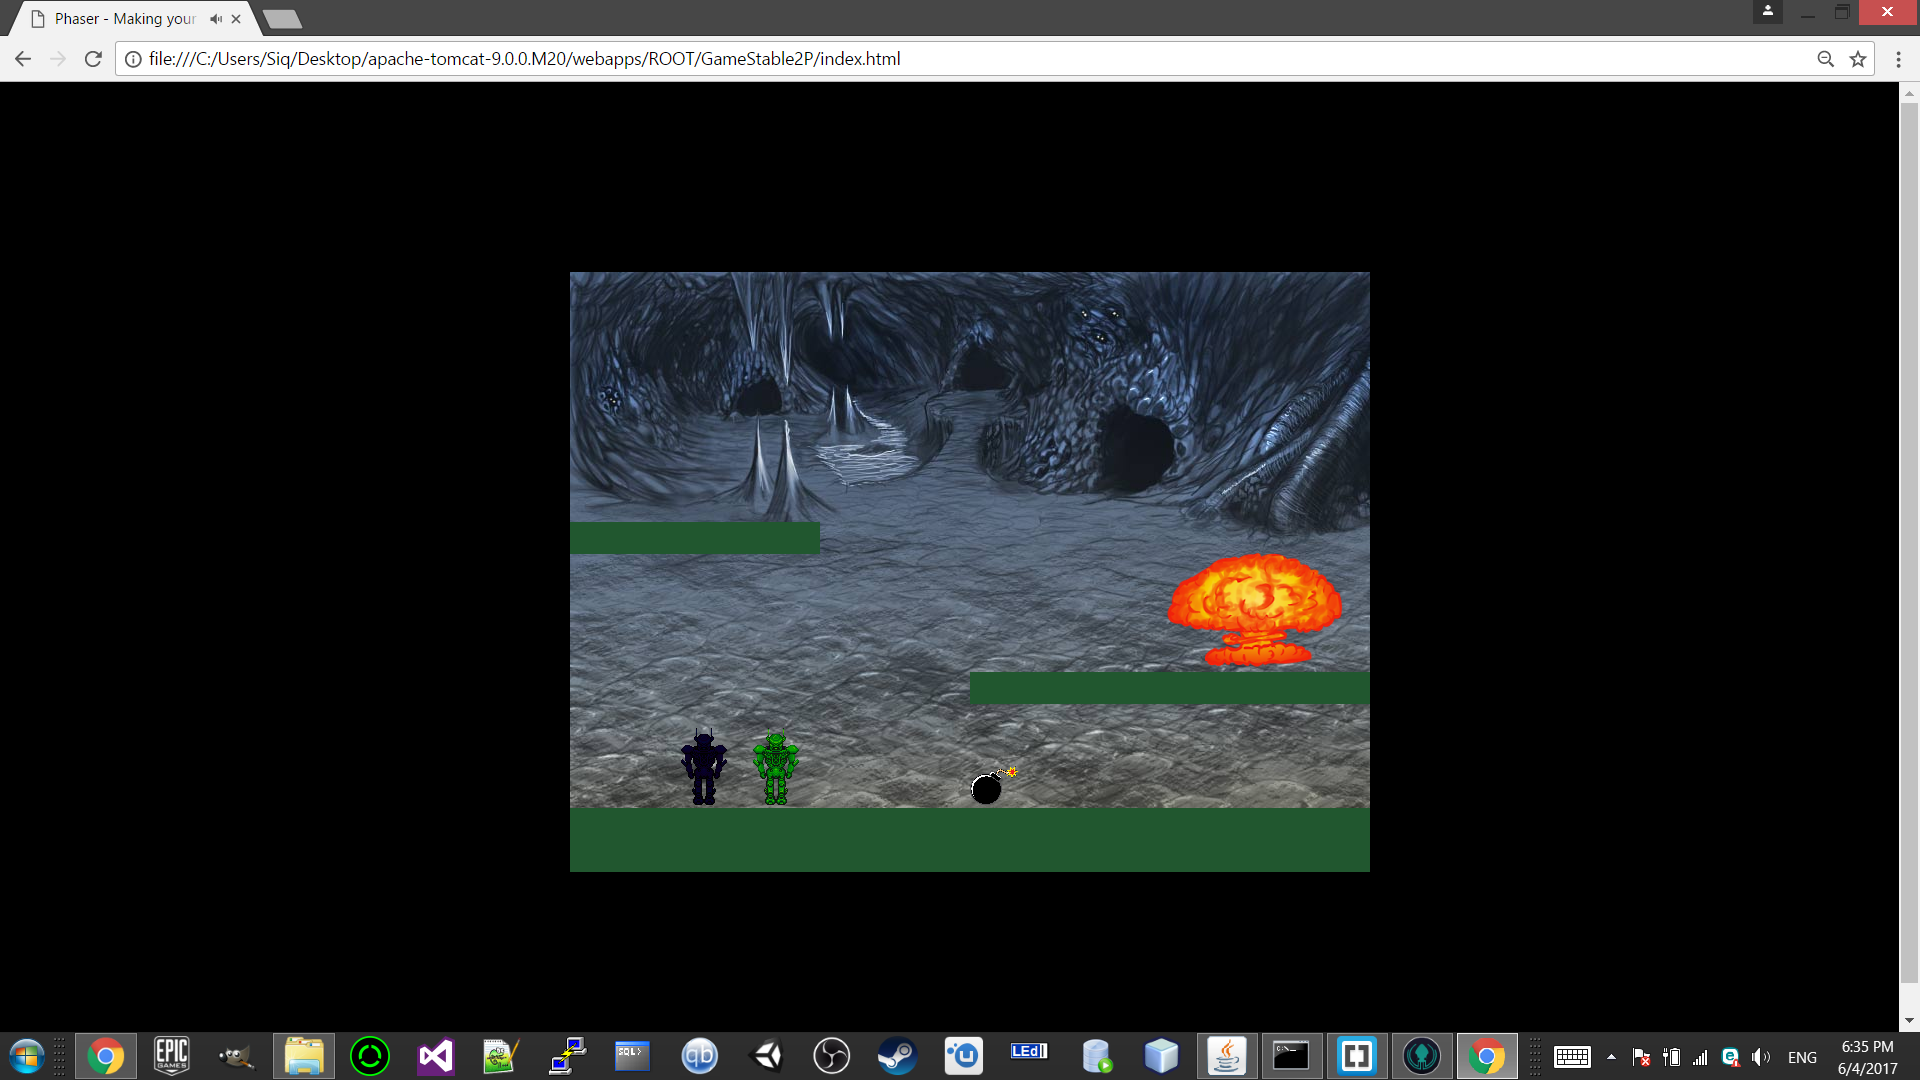 Phaser - Making your
file:///C:/Users/Siq/Desktop/apache-tomcat-9.0.0.M20/webapps/ROOT/GameStable2P/index.html
EPIC
GAMES
SQL>
qb
LEd
C:\.
ENG
6:35 PM
6/4/2017